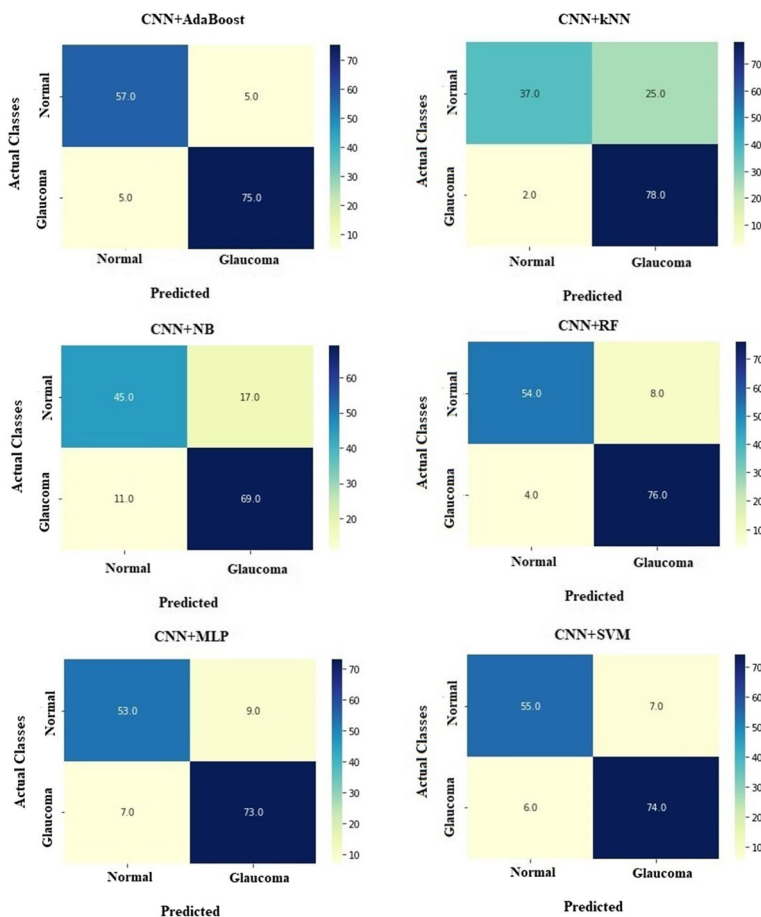 CNN+AdaBoost
Actual Classes
Normal
Glaucoma
57.0 5.0
5.0 75.0
70
60
50
40
30
20
10
Normal Glaucoma
Predicted
CNN+kNN
Actual Classes
Normal
Glaucoma
37.0 25.0
2.0 78.0
70
60
50
40
30
20
10
Normal Glaucoma
Predicted
CNN+NB
Actual Classes
Normal
Glaucoma
45.0 17.0
11.0 69.0
60
50
40
30
20
Normal Glaucoma
Predicted
CNN+RF
Actual Classes
Normal
Glaucoma
54.0 8.0
4.0 76.0
70
60
50
40
30
20
10
Normal Glaucoma
Predicted
CNN+MLP
Actual Classes
Normal
Glaucoma
53.0 9.0
7.0 73.0
70
60
50
40
30
20
10
Normal Glaucoma
Predicted
CNN+SVM
Actual Classes
Normal
Glaucoma
55.0 7.0
6.0 74.0
70
60
50
40
30
20
10
Normal Glaucoma
Predicted